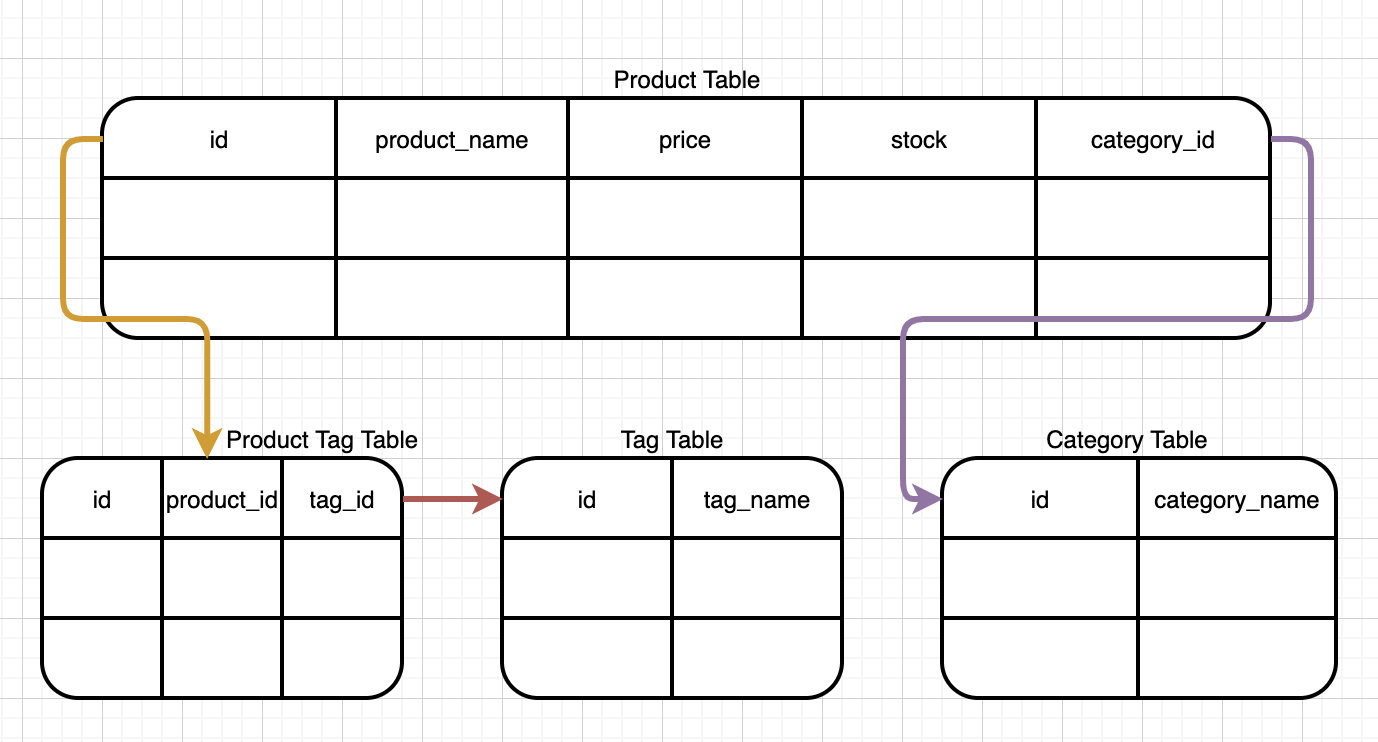 Product Table
id product_name price stock category_id
Product Tag Table Tag Table Category Table
id product_id tag_id id tag_name id category_name